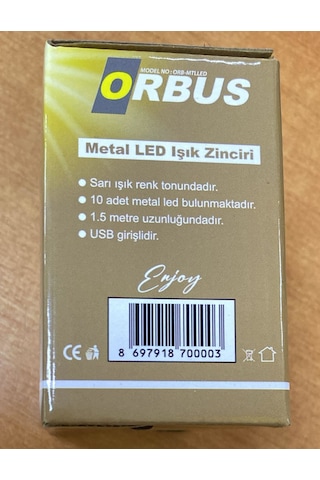 MODEL NO : ORB-MTLLED
ORBUS
Metal LED Işık Zinciri
Sarı ışık renk tonundadır.
10 adet metal led bulunmaktadır.
1.5 metre uzunluğundadır.
USB girişlidir.
Enjoy
CE
8 697918 700003